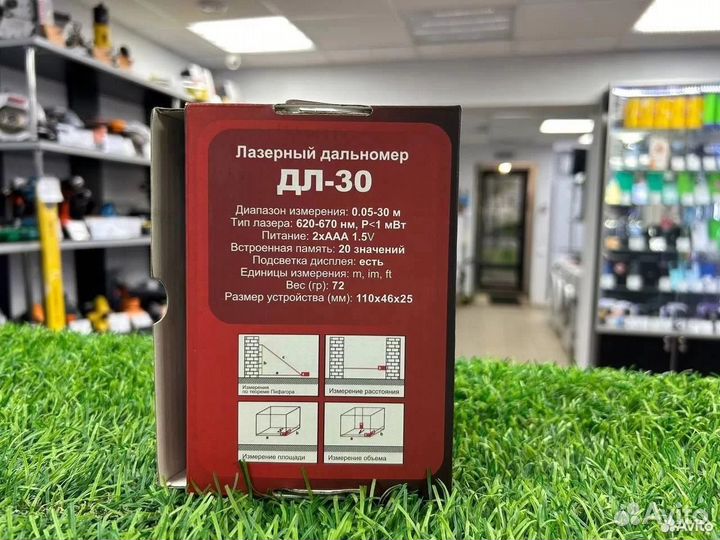 Лазерный дальномер
ДЛ-30
Диапазон измерения: 0.05-30 м
Тип лазера: 620-670 нм, P<1 мВт
Питание: 2xAAA 1.5V
Встроенная память: 20 значений
Подсветка дисплея: есть
Единицы измерения: m, im, ft
Вес (гр): 72
Размер устройства (мм): 110x46x25
Измерения
по теореме Пифагора
Измерение расстояния
Измерение площади
Измерение объема
Avito
Avito